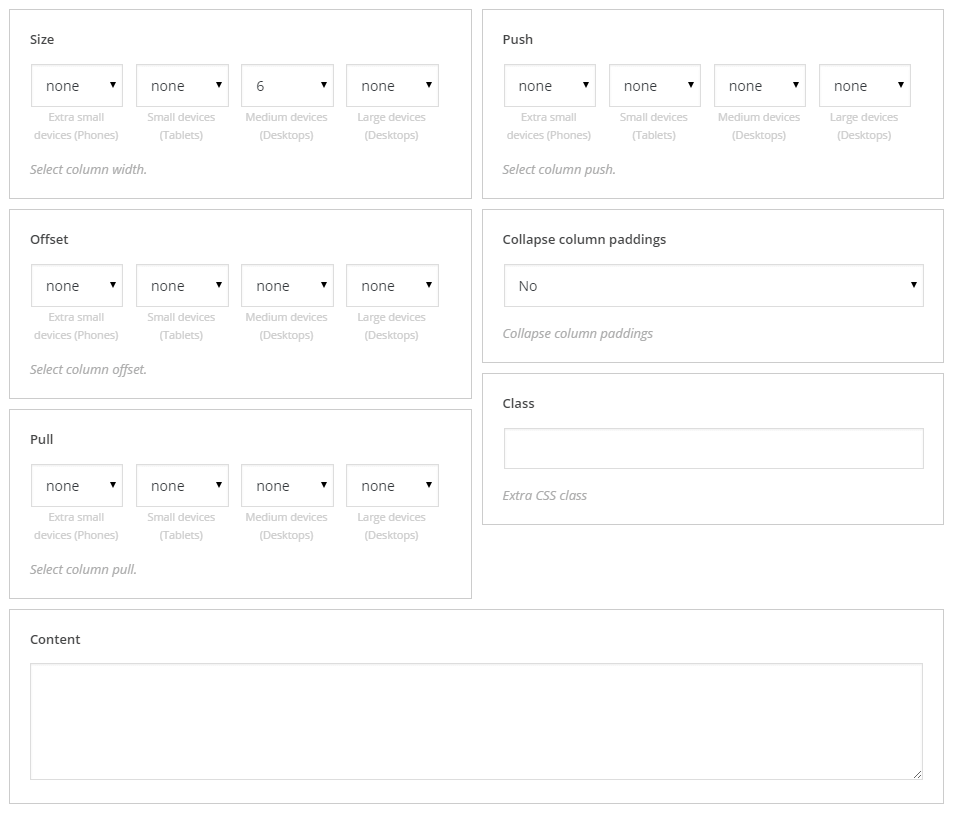 Size
none none 6 none
Extra small Small devices Medium devices Large devices
devices (Phones) (Tablets) (Desktops) (Desktops)
Select column width.
Push
none none none none
Extra small Small devices Medium devices Large devices
devices (Phones) (Tablets) (Desktops) (Desktops)
Select column push.
Offset
none none none none
Extra small Small devices Medium devices Large devices
devices (Phones) (Tablets) (Desktops) (Desktops)
Select column offset.
Collapse column paddings
No
Collapse column paddings
Pull
none none none none
Extra small Small devices Medium devices Large devices
devices (Phones) (Tablets) (Desktops) (Desktops)
Select column pull.
Class
Extra CSS class
Content